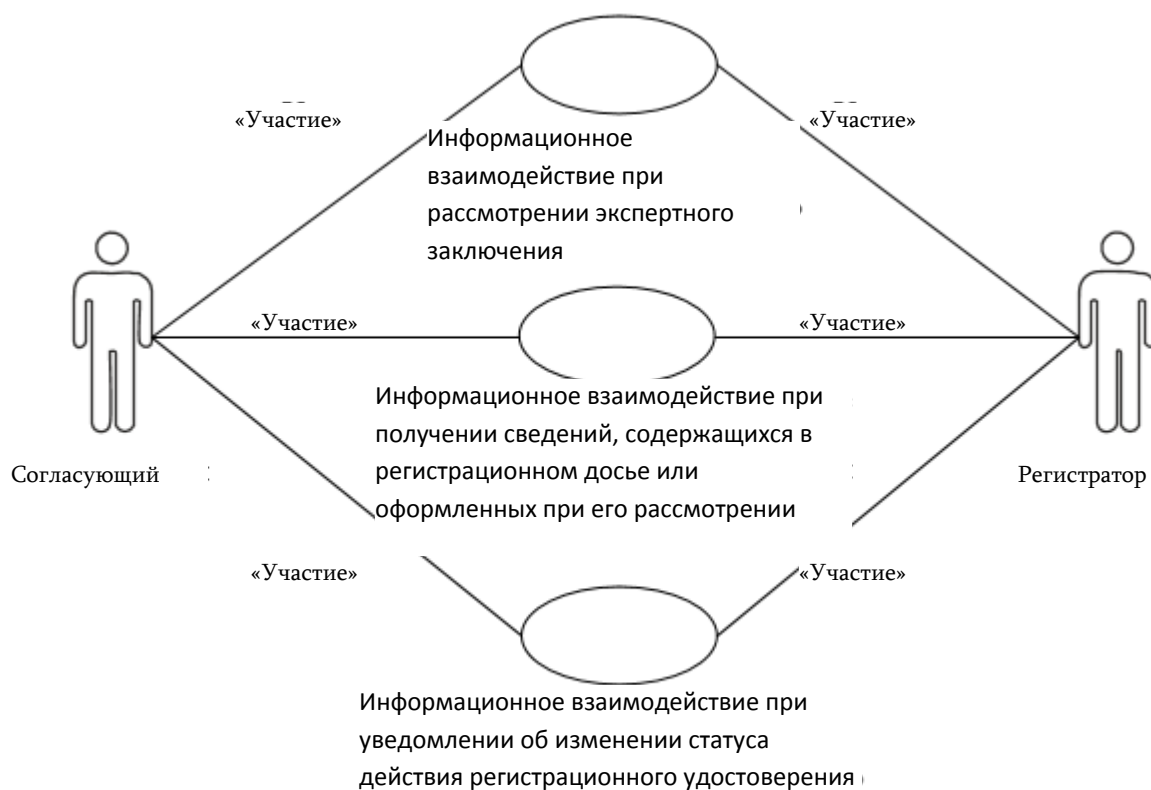 «Участие»
«Участие»
Информационное
взаимодействие при
рассмотрении экспертного
заключения
«Участие»
«Участие»
Информационное взаимодействие при
получении сведений, содержащихся в
регистрационном досье или
оформленных при его рассмотрении
Согласующий
Регистратор
«Участие»
«Участие»
Информационное взаимодействие при
уведомлении об изменении статуса
действия регистрационного удостоверения